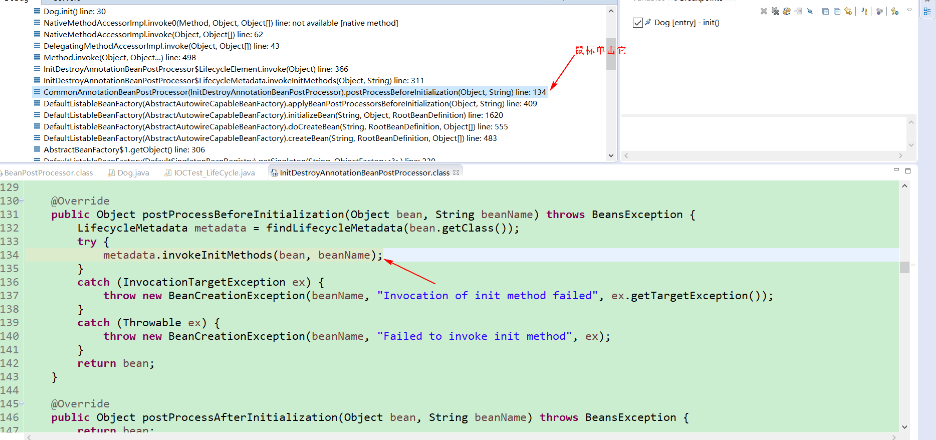 Dog.init() line: 30
NativeMethodAccessorImpl.invoke0(Method, Object, Object[]) line: not available [native method]
NativeMethodAccessorImpl.invoke(Object, Object[]) line: 62
DelegatingMethodAccessorImpl.invoke(Object, Object[]) line: 43
Method.invoke(Object, Object...) line: 498
InitDestroyAnnotationBeanPostProcessor$LifecycleElement.invoke(Object) line: 366
InitDestroyAnnotationBeanPostProcessor$LifecycleMetadata.invokeInitMethods(Object, String) line: 311
CommonAnnotationBeanPostProcessor(InitDestroyAnnotationBeanPostProcessor).postProcessBeforeInitialization(Object, String) line: 134
DefaultListableBeanFactory(AbstractAutowireCapableBeanFactory).applyBeanPostProcessorsBeforeInitialization(Object, String) line: 409
DefaultListableBeanFactory(AbstractAutowireCapableBeanFactory).initializeBean(String, Object, RootBeanDefinition) line: 1620
DefaultListableBeanFactory(AbstractAutowireCapableBeanFactory).doCreateBean(String, RootBeanDefinition, Object[]) line: 555
DefaultListableBeanFactory(AbstractAutowireCapableBeanFactory).createBean(String, RootBeanDefinition, Object[]) line: 483
AbstractBeanFactory$1.getObject() line: 306
鼠标单击它
Dog [entry] - init()
BeanPostProcessor.class
Dog.java
IOCTest_LifeCycle.java
InitDestroyAnnotationBeanPostProcessor.class
129
130 @Override
131 public Object postProcessBeforeInitialization(Object bean, String beanName) throws BeansException {
132 LifecycleMetadata metadata = findLifecycleMetadata(bean.getClass());
133 try {
134 metadata.invokeInitMethods(bean, beanName);
135 }
136 catch (InvocationTargetException ex) {
137 throw new BeanCreationException(beanName, "Invocation of init method failed", ex.getTargetException());
138 }
139 catch (Throwable ex) {
140 throw new BeanCreationException(beanName, "Failed to invoke init method", ex);
141 }
142 return bean;
143 }
144
145 @Override
146 public Object postProcessAfterInitialization(Object bean, String beanName) throws BeansException {
147 return bean;